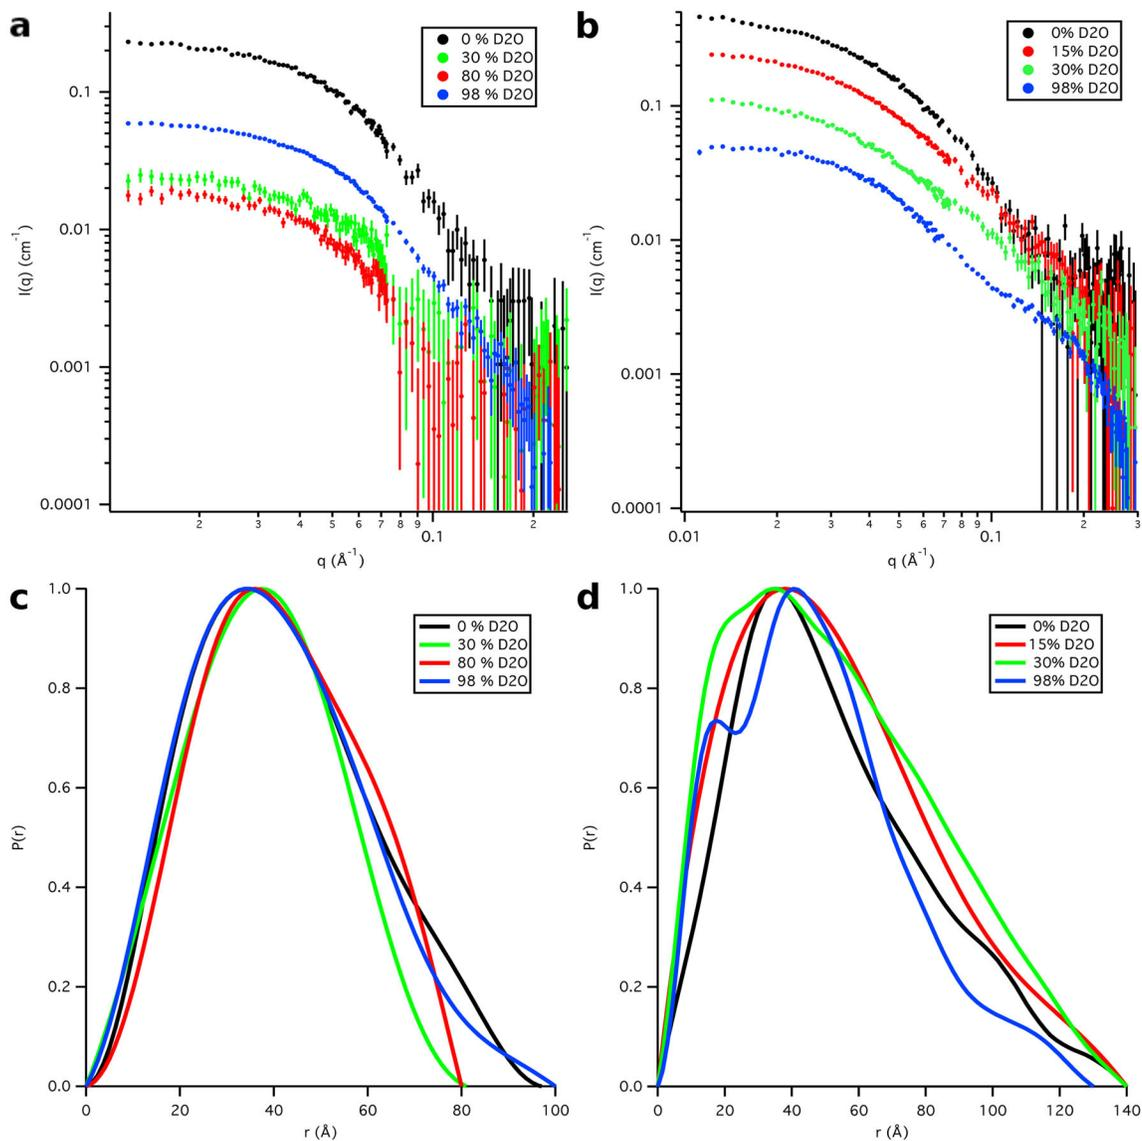 a
0 % D2O
30 % D2O
80 % D2O
98 % D2O
I(q) (cm-1)
0.1
0.01
0.001
0.0001
2 3 4 5 6 7 8 9 2
0.1
q (Å-1)
b
0% D2O
15% D2O
30% D2O
98% D2O
I(q) (cm-1)
0.1
0.01
0.001
0.0001
2 3 4 5 6 7 8 9 2 3
0.01 0.1
q (Å-1)
c
0 % D2O
30 % D2O
80 % D2O
98 % D2O
P(r)
1.0
0.8
0.6
0.4
0.2
0.0
0 20 40 60 80 100
r (Å)
d
0% D2O
15% D2O
30% D2O
98% D2O
P(r)
1.0
0.8
0.6
0.4
0.2
0.0
0 20 40 60 80 100 120 140
r (Å)